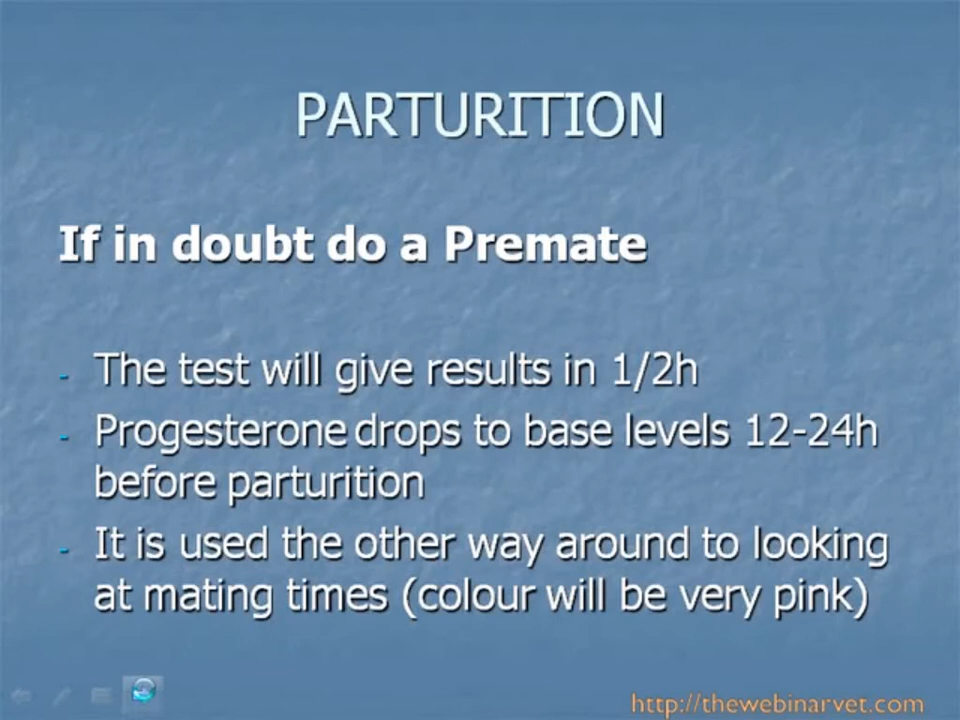 PARTURITION
If in doubt do a Premate
- The test will give results in 1/2h
- Progesterone drops to base levels 12-24h
before parturition
- It is used the other way around to looking
at mating times (colour will be very pink)
http://thewebinarvet.com